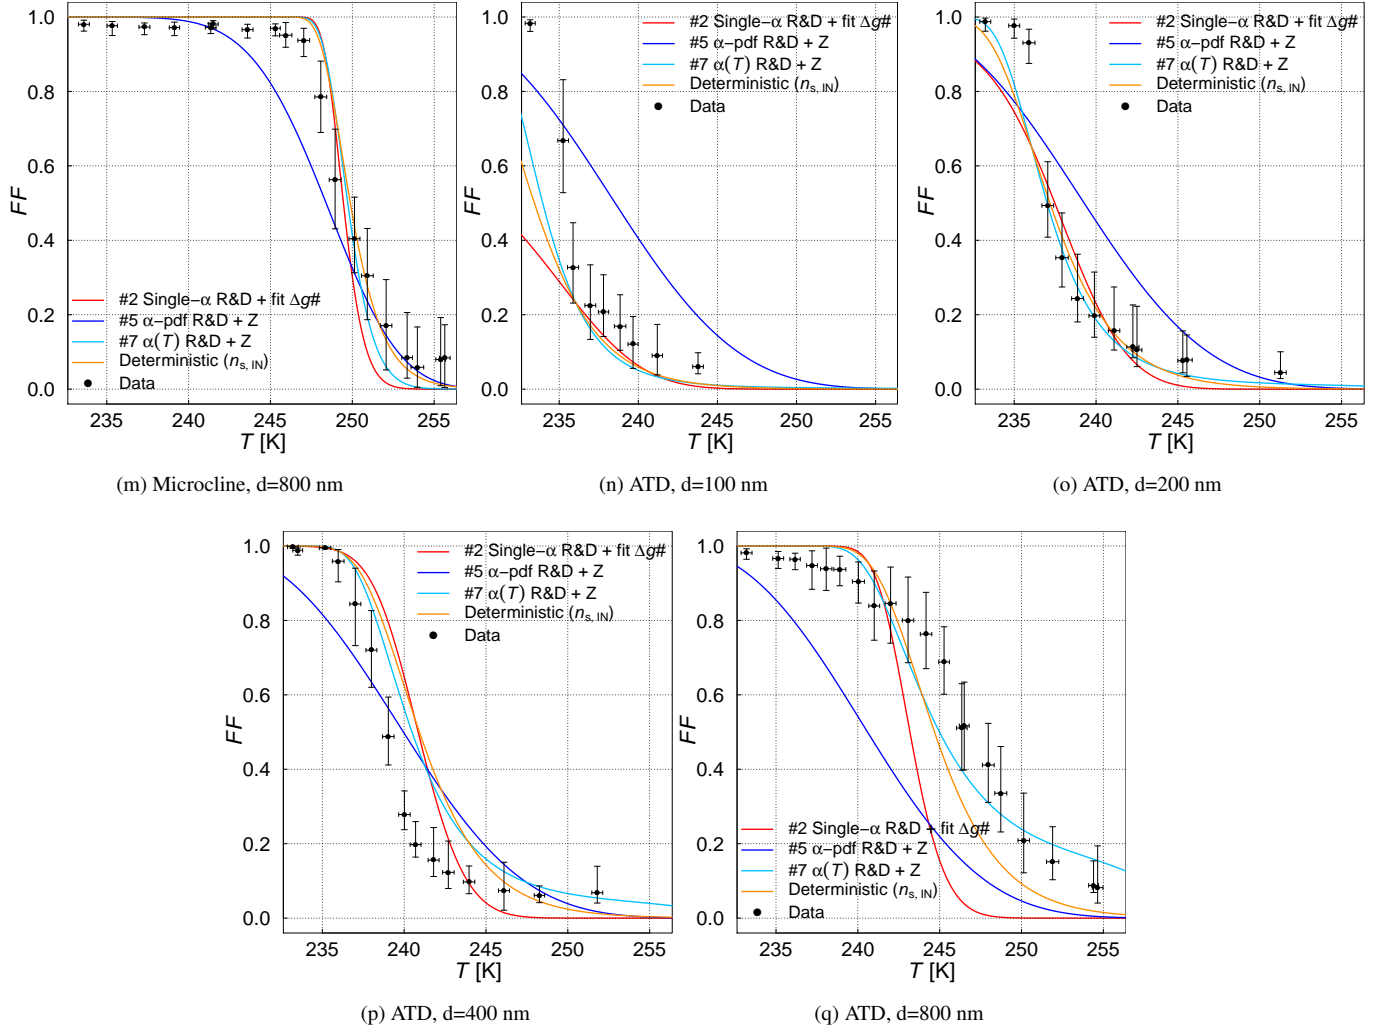 1.0
0.8
0.6
0.4
0.2
0.0
FF
#2 Single-α R&D + fit Δg#
#5 α-pdf R&D + Z
#7 α(T) R&D + Z
Deterministic (ns, IN)
Data
235 240 245 250 255
T [K]
(m) Microcline, d=800 nm
1.0
0.8
0.6
0.4
0.2
0.0
FF
#2 Single-α R&D + fit Δg#
#5 α-pdf R&D + Z
#7 α(T) R&D + Z
Deterministic (ns, IN)
Data
235 240 245 250 255
T [K]
(n) ATD, d=100 nm
1.0
0.8
0.6
0.4
0.2
0.0
FF
#2 Single-α R&D + fit Δg#
#5 α-pdf R&D + Z
#7 α(T) R&D + Z
Deterministic (ns, IN)
Data
235 240 245 250 255
T [K]
(o) ATD, d=200 nm
1.0
0.8
0.6
0.4
0.2
0.0
FF
#2 Single-α R&D + fit Δg#
#5 α-pdf R&D + Z
#7 α(T) R&D + Z
Deterministic (ns, IN)
Data
235 240 245 250 255
T [K]
(p) ATD, d=400 nm
1.0
0.8
0.6
0.4
0.2
0.0
FF
#2 Single-α R&D + fit Δg#
#5 α-pdf R&D + Z
#7 α(T) R&D + Z
Deterministic (ns, IN)
Data
235 240 245 250 255
T [K]
(q) ATD, d=800 nm